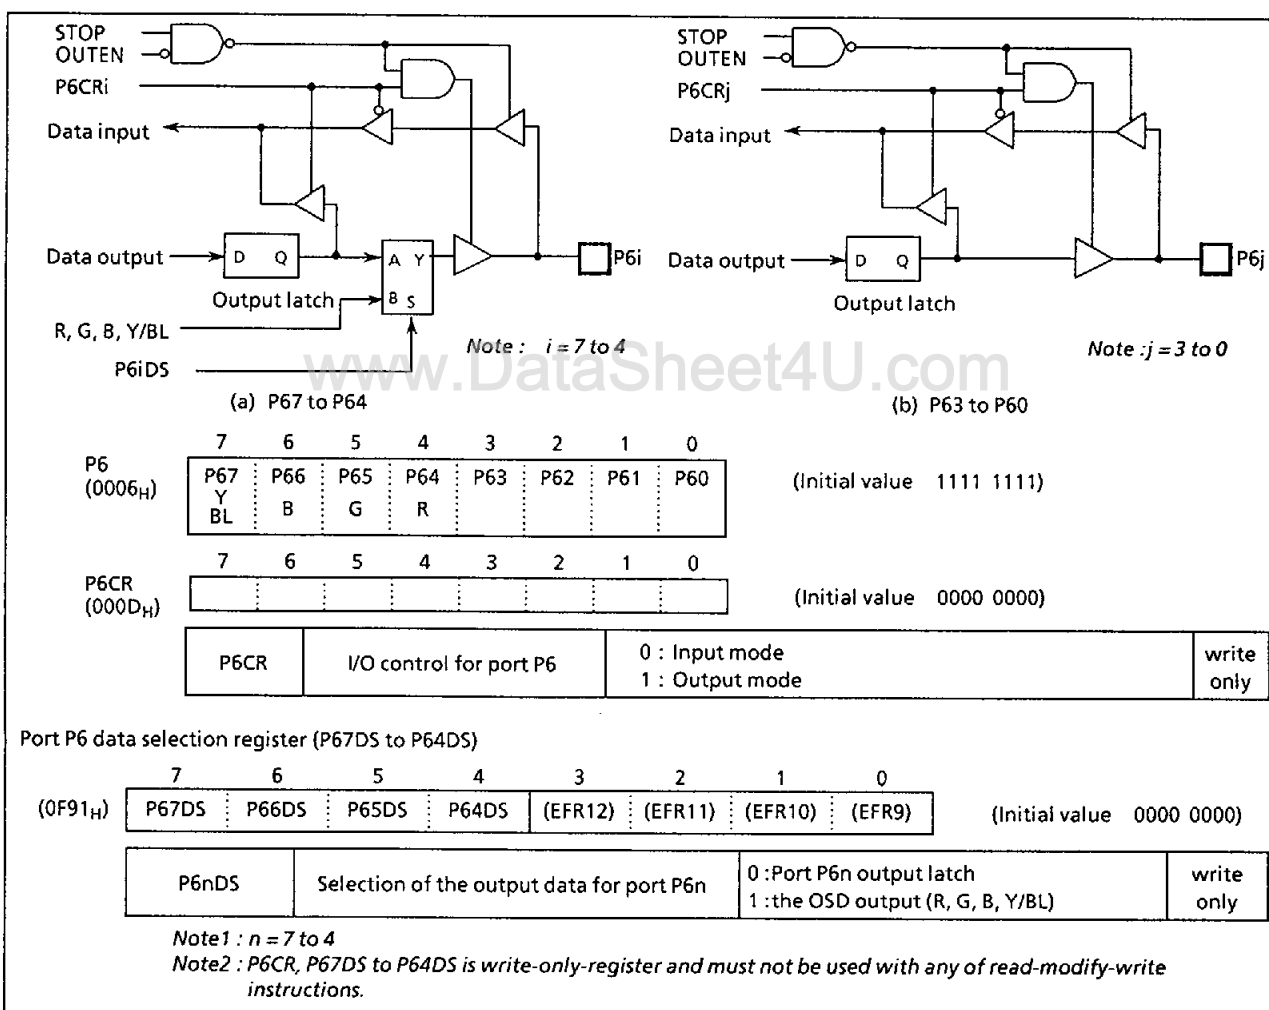 STOP
OUTEN
P6CRi
Data input
Data output
D Q
A Y
B S
P6i
Output latch
R, G, B, Y/BL
P6iDS
Note : i = 7 to 4
(a) P67 to P64
STOP
OUTEN
P6CRj
Data input
Data output
D Q
P6j
Output latch
Note : j = 3 to 0
(b) P63 to P60
www.DataSheet4U.com
7 6 5 4 3 2 1 0
P6
(0006H)
P67 P66 P65 P64 P63 P62 P61 P60
Y
BL B G R
(Initial value 1111 1111)
7 6 5 4 3 2 1 0
P6CR
(000DH)
(Initial value 0000 0000)
P6CR I/O control for port P6
0 : Input mode
1 : Output mode
write
only
Port P6 data selection register (P67DS to P64DS)
7 6 5 4 3 2 1 0
(0F91H) P67DS P66DS P65DS P64DS (EFR12) (EFR11) (EFR10) (EFR9) (Initial value 0000 0000)
P6nDS Selection of the output data for port P6n
0 :Port P6n output latch
1 :the OSD output (R, G, B, Y/BL)
write
only
Note1 : n = 7 to 4
Note2 : P6CR, P67DS to P64DS is write-only-register and must not be used with any of read-modify-write
instructions.